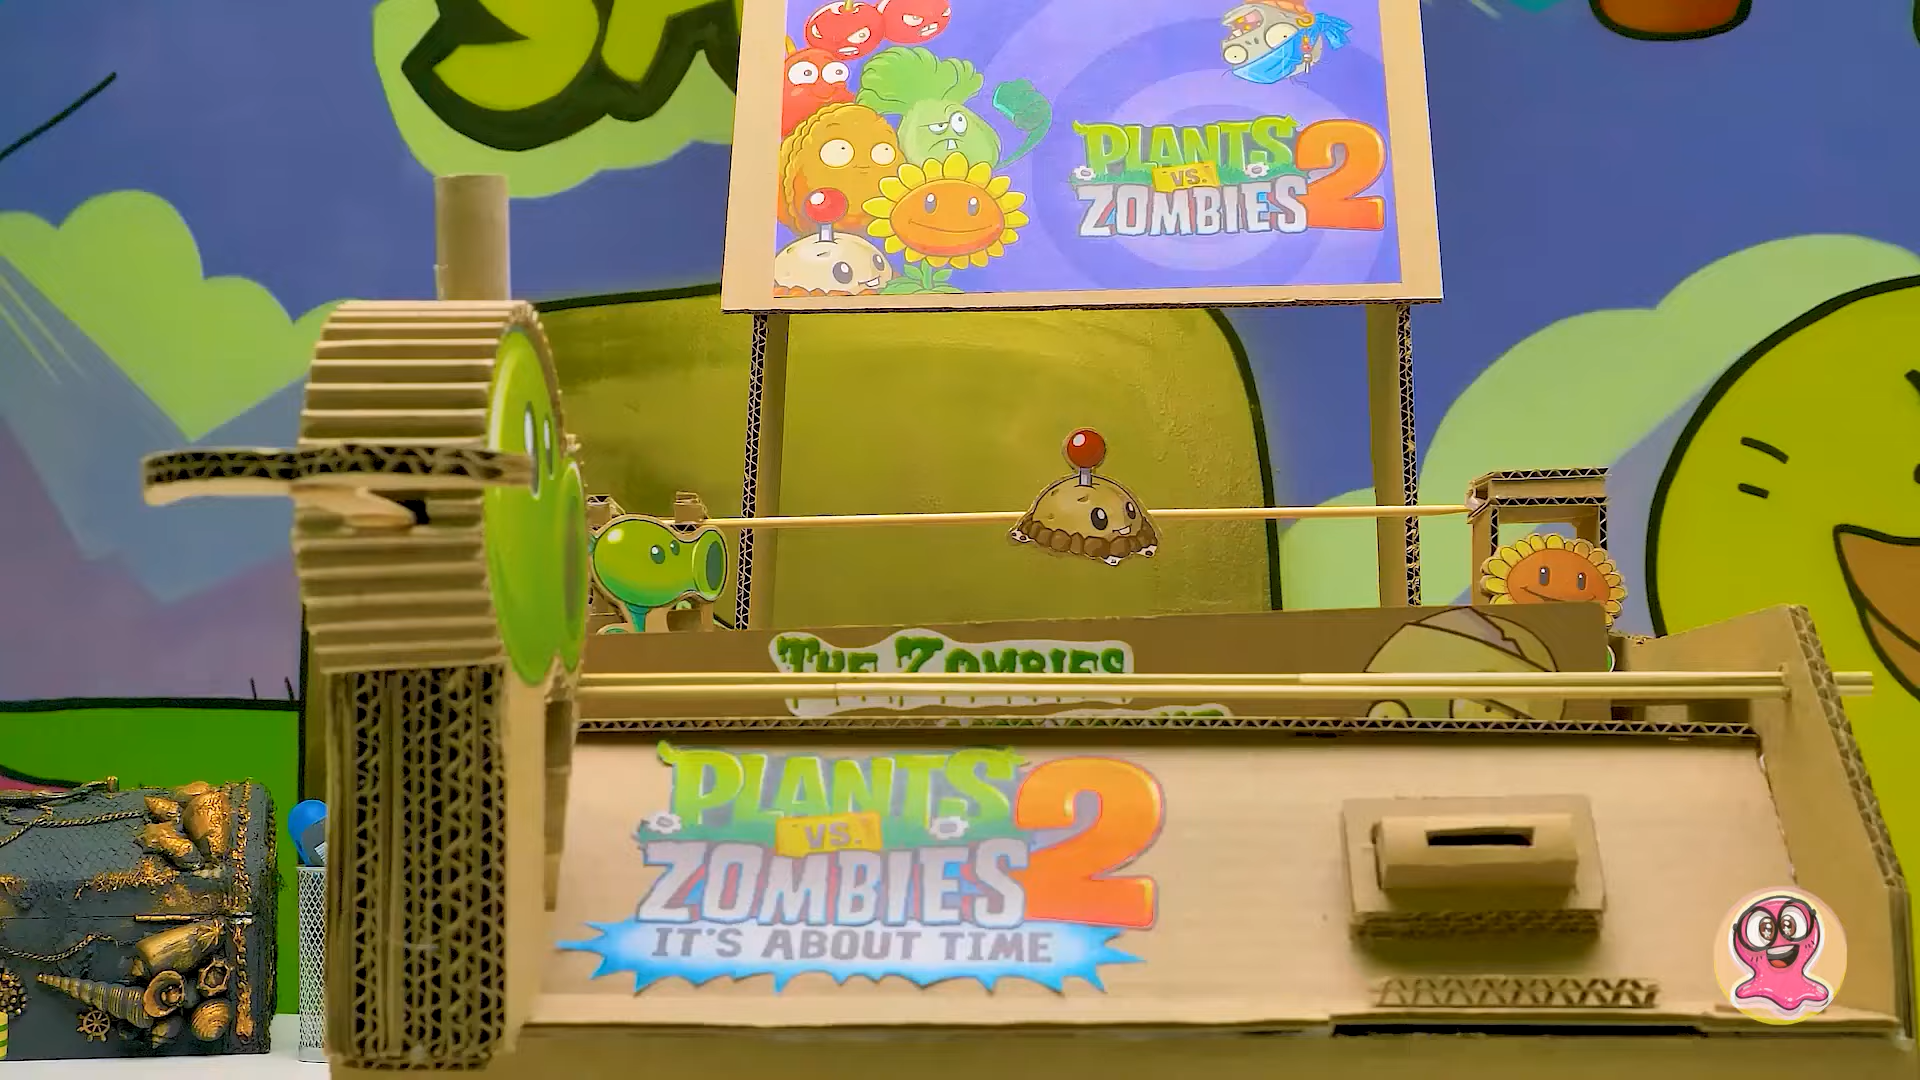 PLANTS
VS.
ZOMBIES 2
THE ZOMBIES
PLANTS
VS.
ZOMBIES 2
IT'S ABOUT TIME